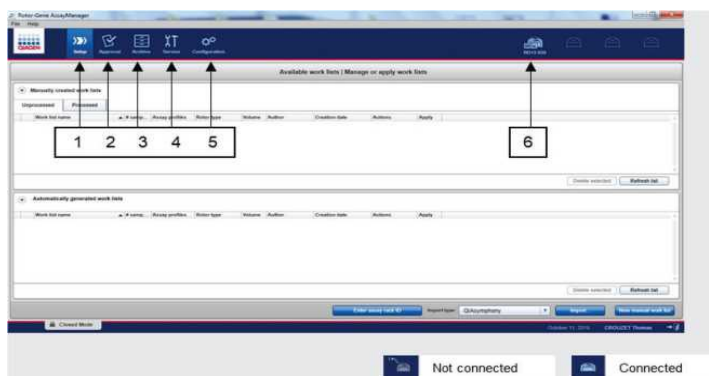 Rotor-Gene AssayManager
File Help
QIAGEN
Setup Approval Archive Service Configuration
Available work lists | Manage or apply work lists
Manually created work lists
Unprocessed Processed
Work list name # samp... Assay profiles Rotor type Volume Author Creation date Actions Apply
1 2 3 4 5 6
Delete selected Refresh list
Automatically generated work lists
Work list name # samp... Assay profiles Rotor type Volume Author Creation date Actions Apply
Delete selected Refresh list
Enter assay rack ID Import type: QIAsymphony Import New manual work list
Closed Mode October 11, 2016 CROUZET Thomas
Not connected Connected